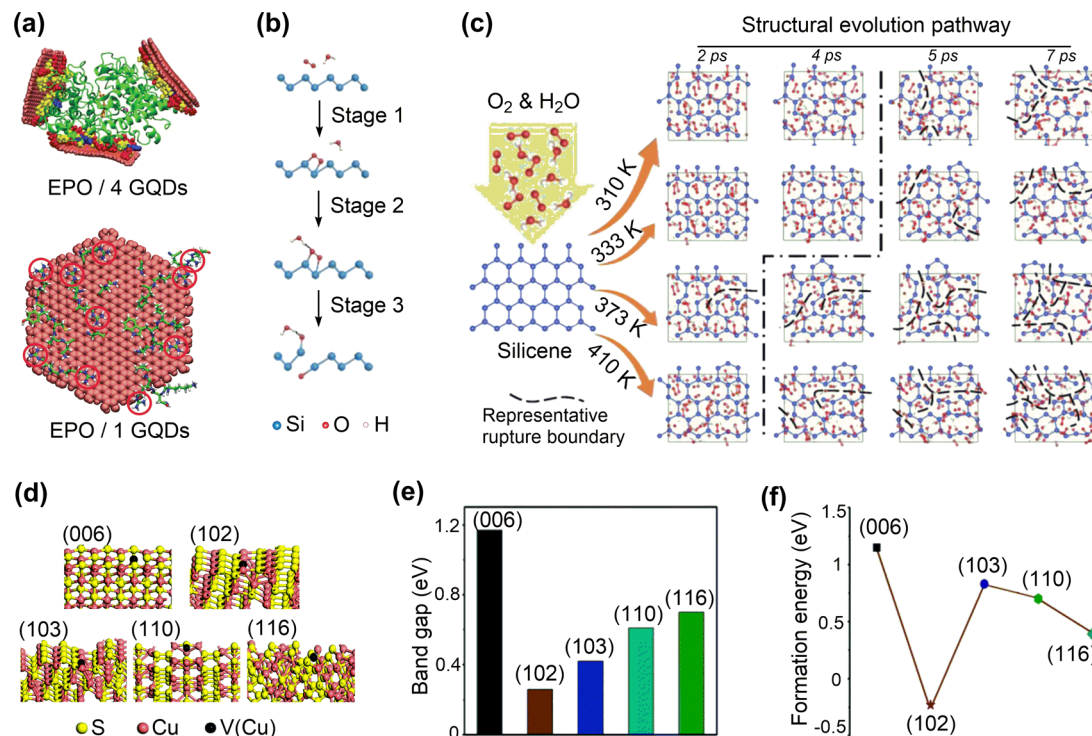 (a)
EPO / 4 GQDs
EPO / 1 GQDs
(b)
Stage 1
Stage 2
Stage 3
Si O H
(c)
Structural evolution pathway
2 ps 4 ps 5 ps 7 ps
O₂ & H₂O
310 K
333 K
373 K
410 K
Silicene
Representative
rupture boundary
(d)
(006) (102)
(103) (110) (116)
S Cu V(Cu)
(e)
Band gap (eV)
1.2
0.8
0.4
0
(006)
(102)
(103)
(110)
(116)
(f)
Formation energy (eV)
1.5
1
0.5
0
-0.5
(006)
(102)
(103)
(110)
(116)